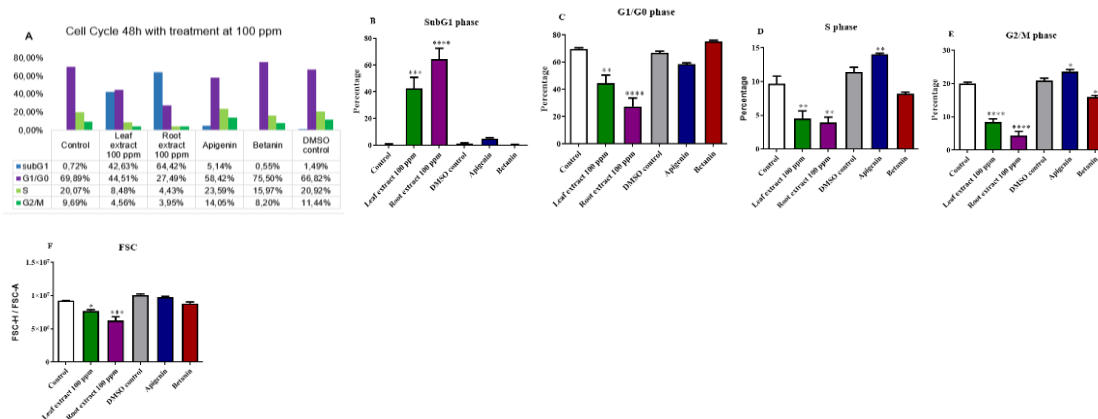 A
Cell Cycle 48h with treatment at 100 ppm
80,00%
60,00%
40,00%
20,00%
0,00%
Control Leaf extract 100 ppm Root extract 100 ppm Apigenin Betanin DMSO control
subG1 0,72% 42,63% 64,42% 5,14% 0,55% 1,49%
G1/G0 69,89% 44,51% 27,49% 58,42% 75,50% 66,82%
S 20,07% 8,48% 4,43% 23,59% 15,97% 20,92%
G2/M 9,69% 4,56% 3,95% 14,05% 8,20% 11,44%
B
SubG1 phase
Percentage
80
60
40
20
0
***
****
Control
Leaf extract 100 ppm
Root extract 100 ppm
DMSO control
Apigenin
Betanin
C
G1/G0 phase
Percentage
80
60
40
20
0
**
****
Control
Leaf extract 100 ppm
Root extract 100 ppm
DMSO control
Apigenin
Betanin
D
S phase
Percentage
15
10
5
0
**
**
**
Control
Leaf extract 100 ppm
Root extract 100 ppm
DMSO control
Apigenin
Betanin
E
G2/M phase
Percentage
30
20
10
0
****
****
*
*
Control
Leaf extract 100 ppm
Root extract 100 ppm
DMSO control
Apigenin
Betanin
F
FSC
FSC-H / FSC-A
1.5×10⁷
1×10⁷
5×10⁶
0
*
***
Control
Leaf extract 100 ppm
Root extract 100 ppm
DMSO control
Apigenin
Betanin